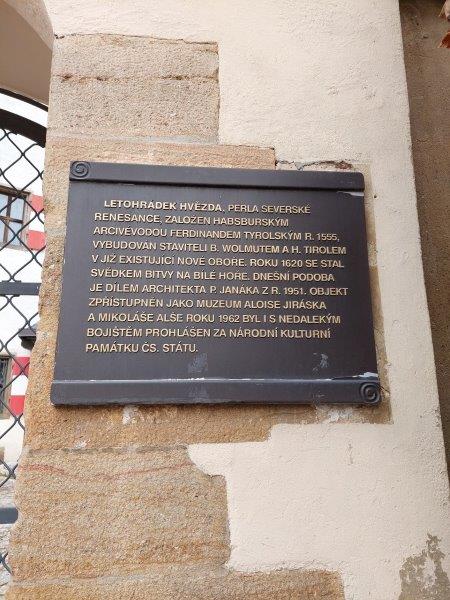 LETOHRÁDEK HVĚZDA, PERLA SEVERSKÉ
RENESANCE, ZALOŽEN HABSBURSKÝM
ARCIVÉVODOU FERDINANDEM TYROLSKÝM R. 1555,
VYBUDOVÁN STAVITELI B. WOLMUTEM A H. TIROLEM
V JIŽ EXISTUJÍCÍ NOVÉ OBOŘE. ROKU 1620 SE STAL
SVĚDKEM BITVY NA BÍLÉ HOŘE. DNEŠNÍ PODOBA
JE DÍLEM ARCHITEKTA P. JANÁKA Z R. 1951. OBJEKT
ZPŘÍSTUPNĚN JAKO MUZEUM ALOISE JIRÁSKA
A MIKOLÁŠE ALŠE ROKU 1962 BYL I S NEDALEKÝM
BOJIŠTĚM PROHLÁŠEN ZA NÁRODNÍ KULTURNÍ
PAMÁTKU ČS. STÁTU.